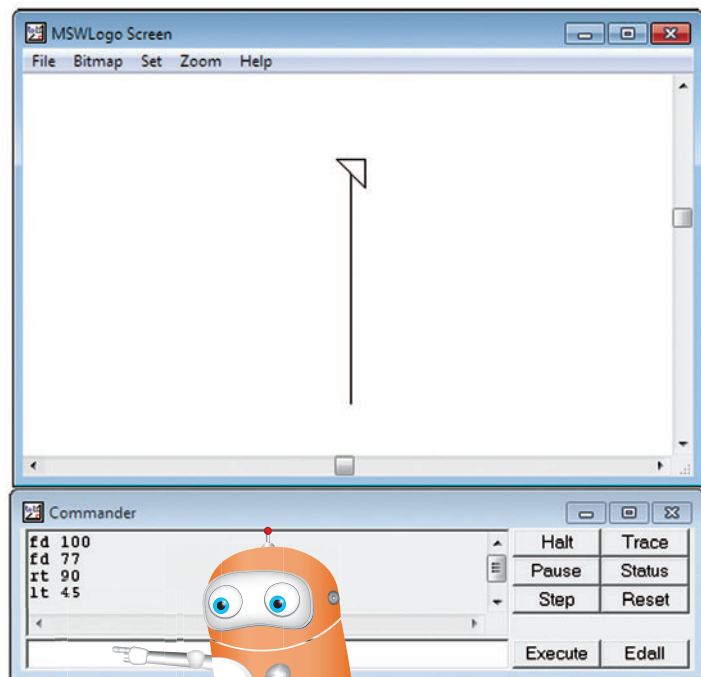 MSWLogo Screen
File Bitmap Set Zoom Help
Commander
fd 100
fd 77
rt 90
lt 45
Halt Trace
Pause Status
Step Reset
Execute Edall